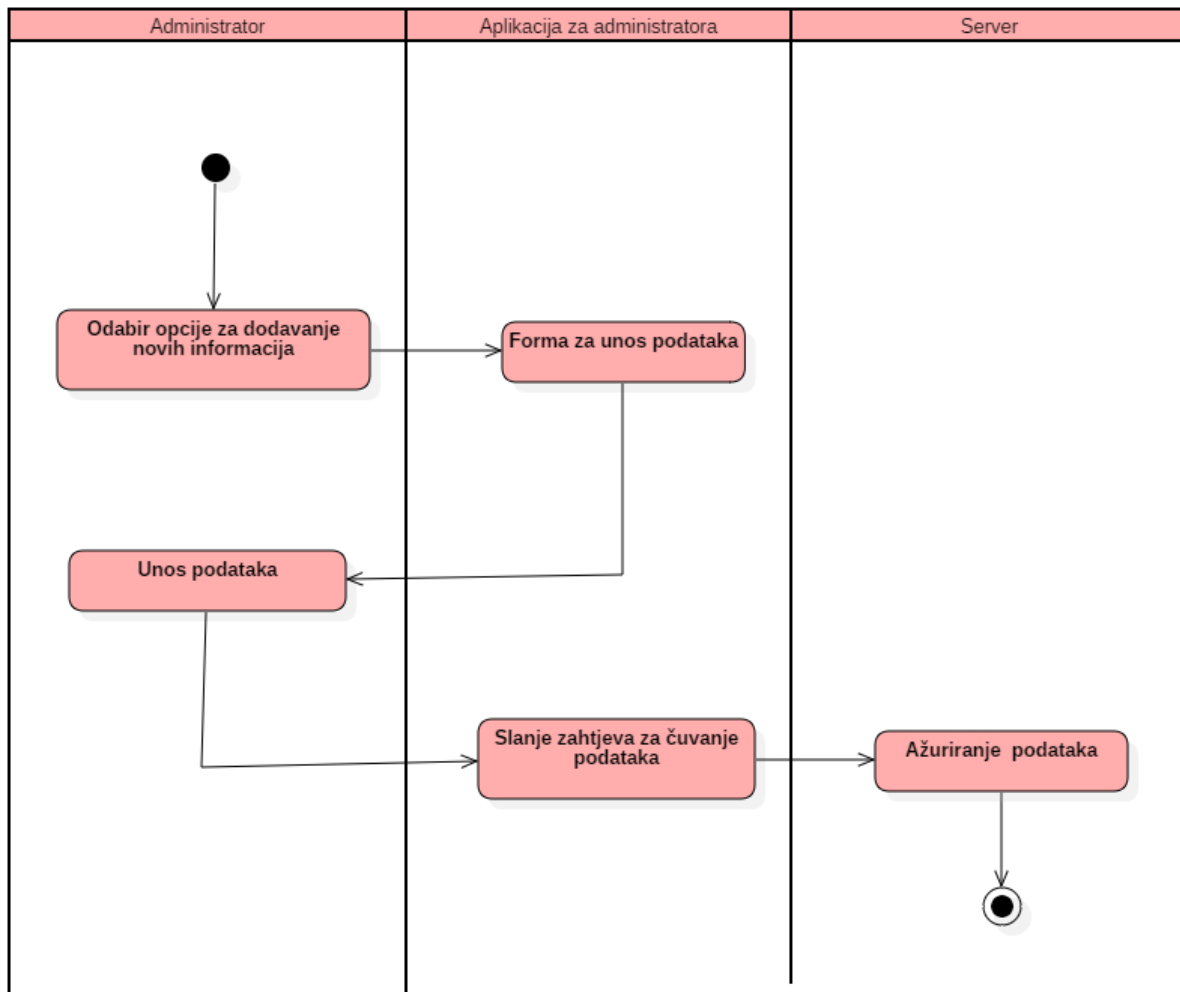 Administrator
Aplikacija za administratora
Server
Odabir opcije za dodavanje
novih informacija
Forma za unos podataka
Unos podataka
Slanje zahtjeva za čuvanje
podataka
Ažuriranje  podataka